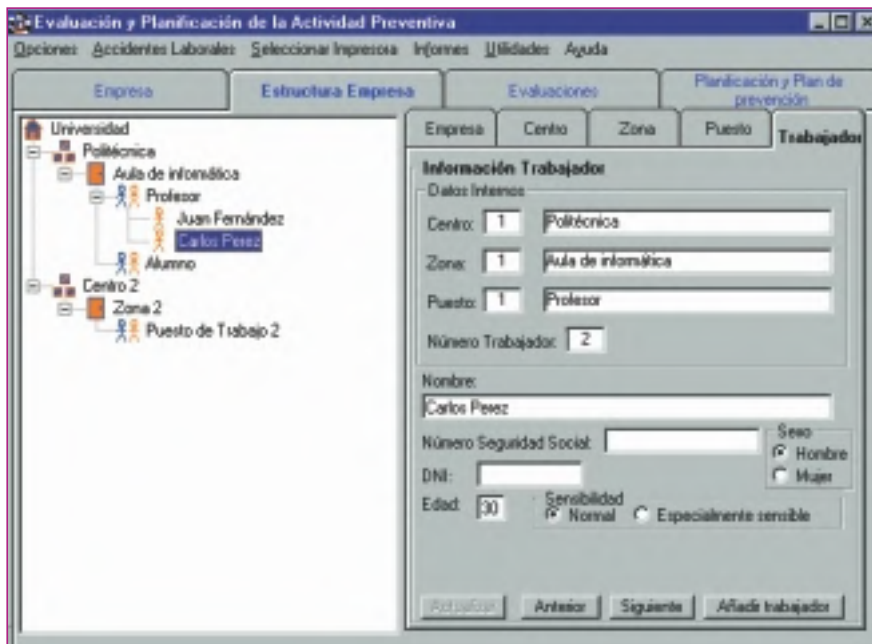 Evaluación y Planificación de la Actividad Preventiva
Opciones Accidentes Laborales Seleccionar Impresora Informes Utilidades Ayuda
Empresa Estructura Empresa Evaluaciones Planificación y Plan de
prevención
Universidad
Politécnica
Aula de informática
Profesor
Juan Fernández
Carlos Perez
Alumno
Centro 2
Zona 2
Puesto de Trabajo 2
Empresa Centro Zona Puesto Trabajador
Información Trabajador
Datos Internos
Centro: 1 Politécnica
Zona: 1 Aula de informática
Puesto: 1 Profesor
Número Trabajador: 2
Nombre:
Carlos Perez
Número Seguridad Social:
Sexo
Hombre
Mujer
DNI:
Edad: 30
Sensibilidad
Normal Especialmente sensible
Actualizar Anterior Siguiente Añadir trabajador